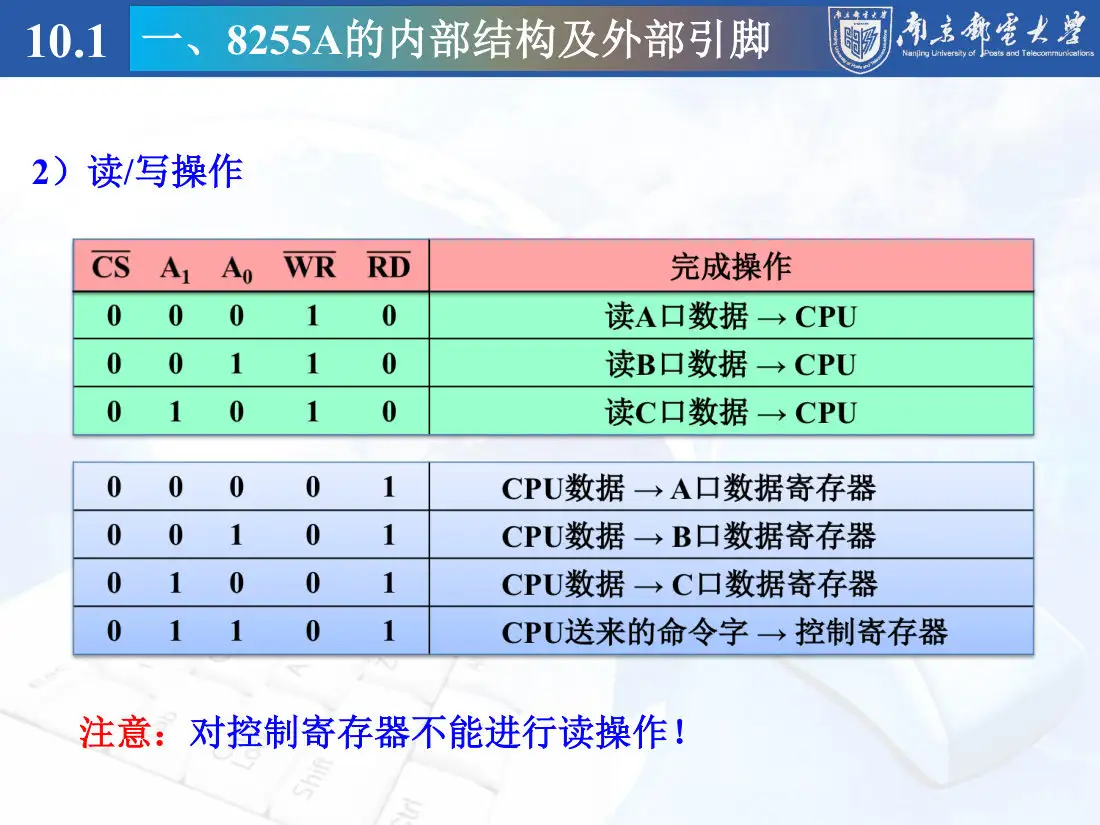 10.1 一、8255A的内部结构及外部引脚
南京邮电大学
Nanjing University of Posts and Telecommunications
2）读/写操作
C̅S̅ A₁ A₀ W̅R̅ R̅D̅ 完成操作
0 0 0 1 0 读A口数据 → CPU
0 0 1 1 0 读B口数据 → CPU
0 1 0 1 0 读C口数据 → CPU
0 0 0 0 1 CPU数据 → A口数据寄存器
0 0 1 0 1 CPU数据 → B口数据寄存器
0 1 0 0 1 CPU数据 → C口数据寄存器
0 1 1 0 1 CPU送来的命令字 → 控制寄存器
注意：对控制寄存器不能进行读操作！
Shift
Ctrl